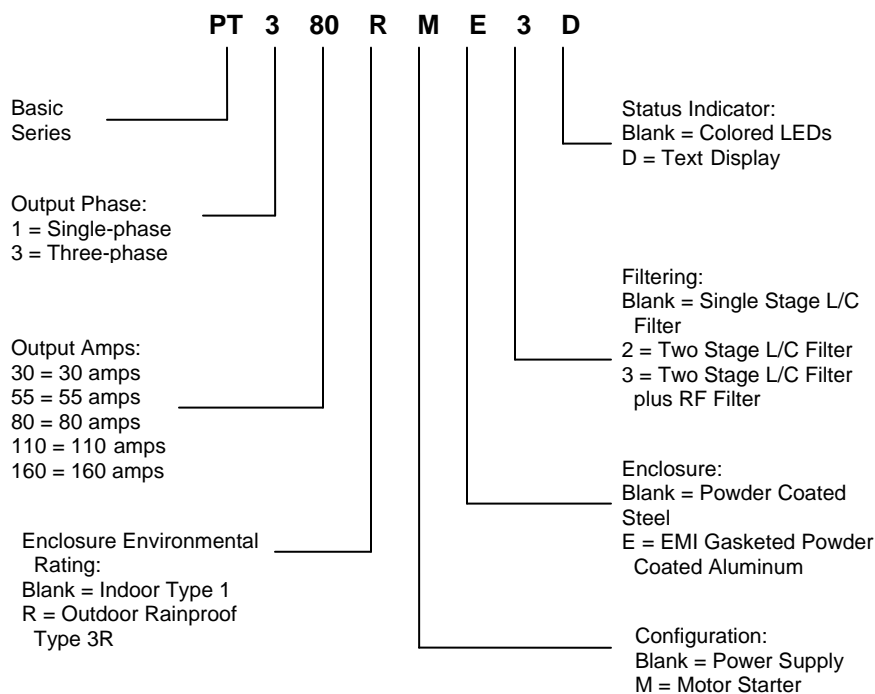 PT 3 80 R M E 3 D
Basic
Series
Output Phase:
1 = Single-phase
3 = Three-phase
Output Amps:
30 = 30 amps
55 = 55 amps
80 = 80 amps
110 = 110 amps
160 = 160 amps
Enclosure Environmental
Rating:
Blank = Indoor Type 1
R = Outdoor Rainproof
Type 3R
Status Indicator:
Blank = Colored LEDs
D = Text Display
Filtering:
Blank = Single Stage L/C
Filter
2 = Two Stage L/C Filter
3 = Two Stage L/C Filter
plus RF Filter
Enclosure:
Blank = Powder Coated
Steel
E = EMI Gasketed Powder
Coated Aluminum
Configuration:
Blank = Power Supply
M = Motor Starter